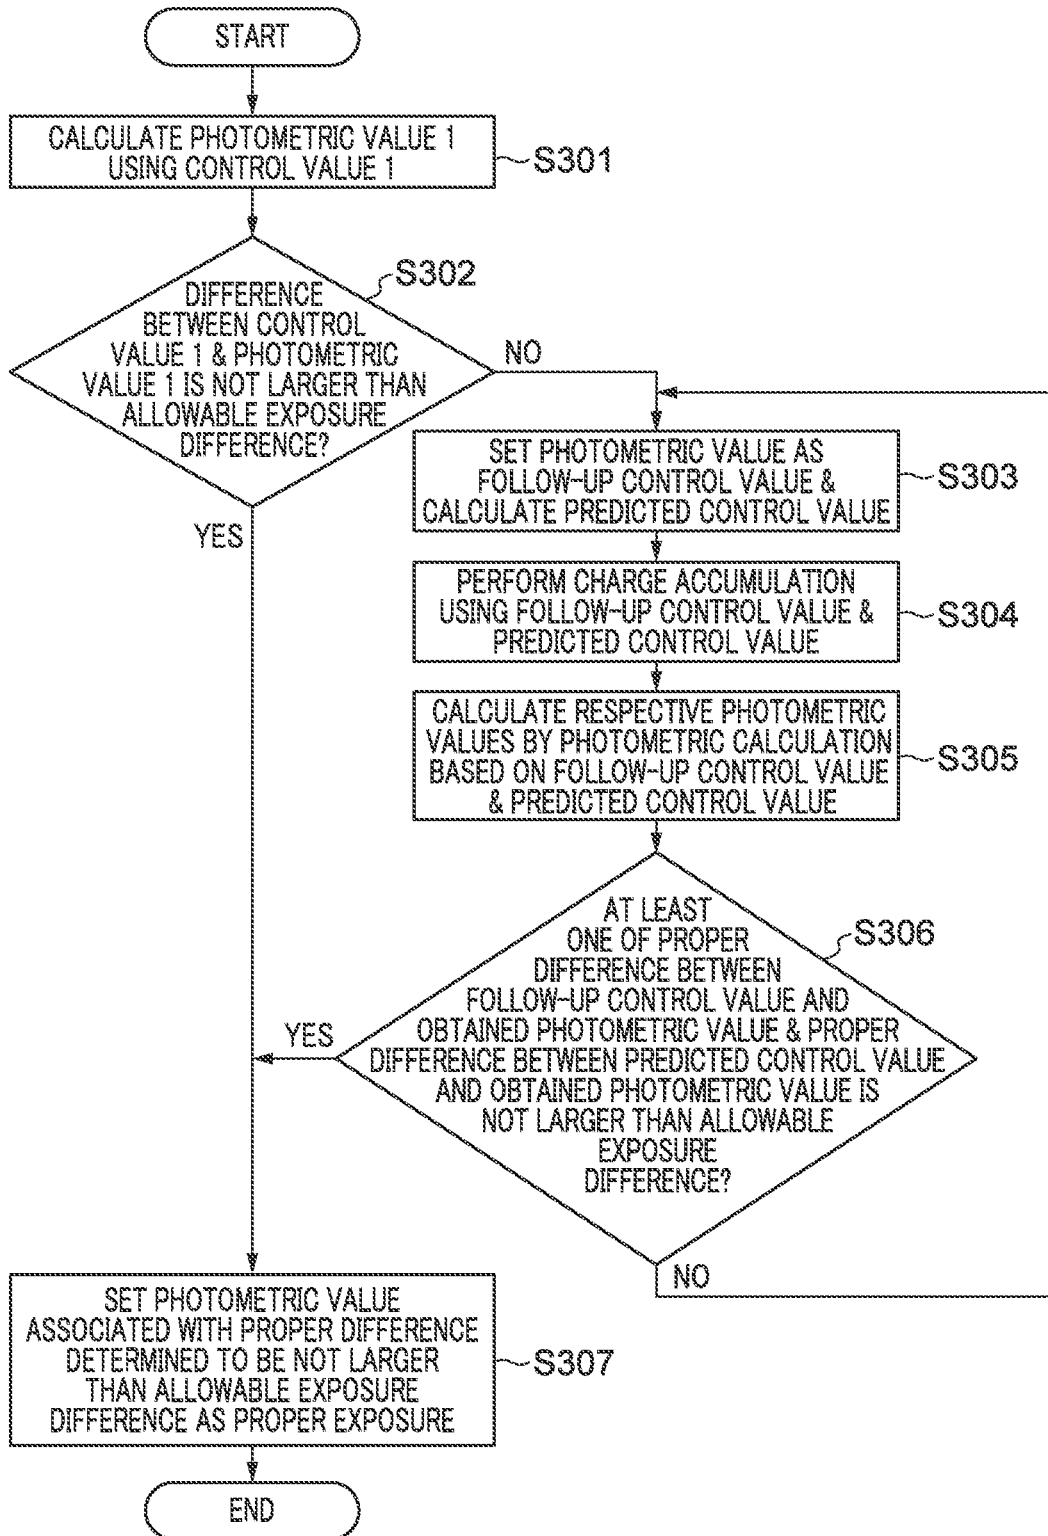 START
CALCULATE PHOTOMETRIC VALUE 1
USING CONTROL VALUE 1
S301
S302
DIFFERENCE
BETWEEN CONTROL
VALUE 1 & PHOTOMETRIC
VALUE 1 IS NOT LARGER THAN
ALLOWABLE EXPOSURE
DIFFERENCE?
NO
YES
SET PHOTOMETRIC VALUE AS
FOLLOW-UP CONTROL VALUE &
CALCULATE PREDICTED CONTROL VALUE
S303
PERFORM CHARGE ACCUMULATION
USING FOLLOW-UP CONTROL VALUE &
PREDICTED CONTROL VALUE
S304
CALCULATE RESPECTIVE PHOTOMETRIC
VALUES BY PHOTOMETRIC CALCULATION
BASED ON FOLLOW-UP CONTROL VALUE
& PREDICTED CONTROL VALUE
S305
AT LEAST
ONE OF PROPER
DIFFERENCE BETWEEN
FOLLOW-UP CONTROL VALUE AND
OBTAINED PHOTOMETRIC VALUE & PROPER
DIFFERENCE BETWEEN PREDICTED CONTROL VALUE
AND OBTAINED PHOTOMETRIC VALUE IS
NOT LARGER THAN ALLOWABLE
EXPOSURE
DIFFERENCE?
S306
YES
NO
SET PHOTOMETRIC VALUE
ASSOCIATED WITH PROPER DIFFERENCE
DETERMINED TO BE NOT LARGER
THAN ALLOWABLE EXPOSURE
DIFFERENCE AS PROPER EXPOSURE
S307
END